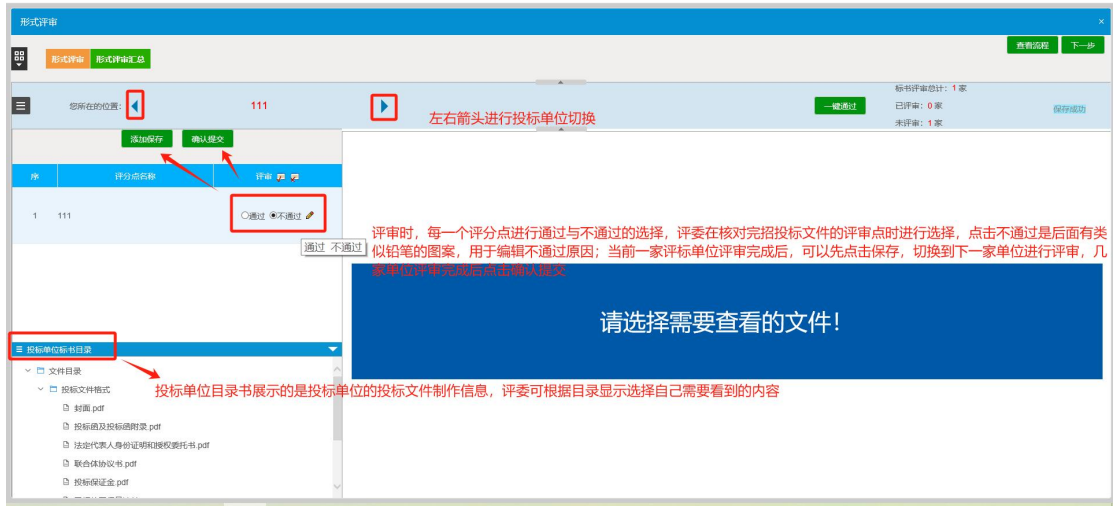 形式评审
×
查看流程 下一步
形式评审 形式评审汇总
您所在的位置: 111 一键通过
标书评审总计: 1 家
已评审: 0 家
未评审: 1 家
保存成功
左右箭头进行投标单位切换
添加保存 确认提交
序 评分点名称 评审
1 111 通过 不通过
通过 不通过
评审时，每一个评分点进行通过与不通过的选择，评委在核对完招投标文件的评审点时进行选择，点击不通过是后面有类
似铅笔的图案，用于编辑不通过原因；当前一家评标单位评审完成后，可以先点击保存，切换到下一家单位进行评审，几
家单位评审完成后点击确认提交
请选择需要查看的文件!
投标单位标书目录
文件目录
投标文件格式
投标单位目录书展示的是投标单位的投标文件制作信息，评委可根据目录显示选择自己需要看到的内容
封面.pdf
投标函及投标函附录.pdf
法定代表人身份证明和授权委托书.pdf
联合体协议书.pdf
投标保证金.pdf